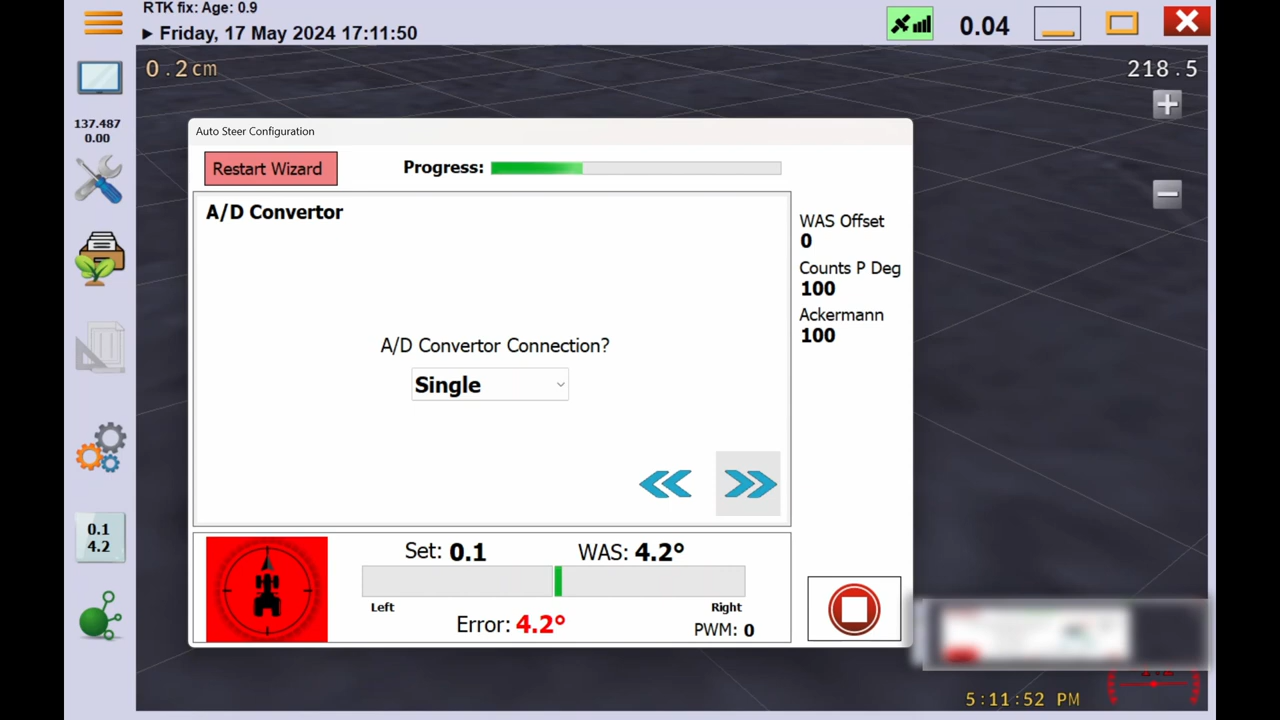 RTK fix: Age: 0.9
Friday, 17 May 2024 17:11:50
0.04
0.2cm
218.5
137.487
0.00
Auto Steer Configuration
Restart Wizard
Progress:
A/D Convertor
WAS Offset
0
Counts P Deg
100
Ackermann
100
A/D Convertor Connection?
Single
0.1
4.2
Set: 0.1
WAS: 4.2°
Left
Right
Error: 4.2°
PWM: 0
5:11:52 PM